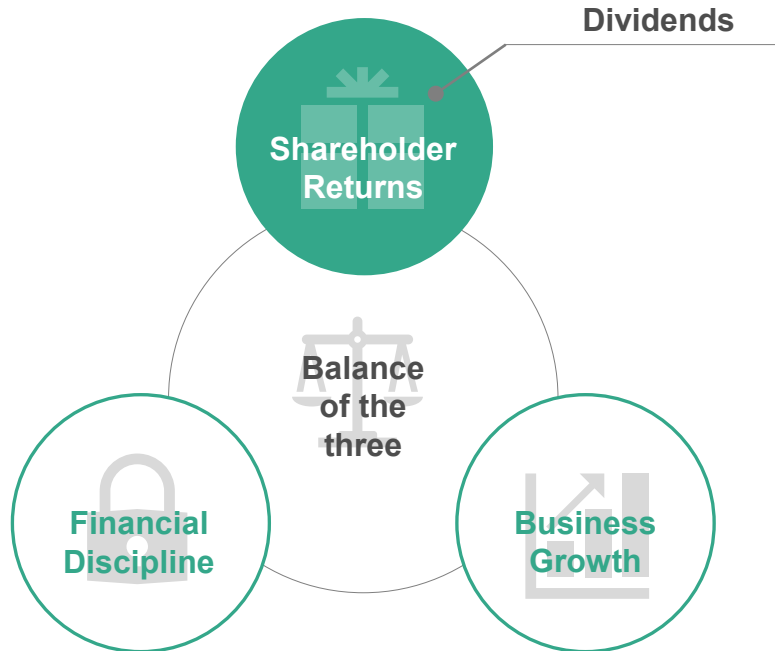 Dividends
Shareholder
Returns
Balance
of the
three
Financial
Discipline
Business
Growth